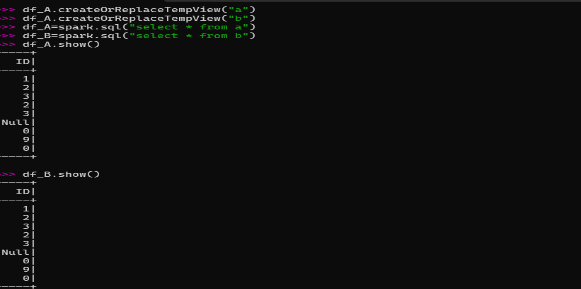 >> df_A.createOrReplaceTempView("a")
>> df_A.createOrReplaceTempView("b")
>> df_A=spark.sql("select * from a")
>> df_B=spark.sql("select * from b")
>> df_A.show()
----+
ID|
----+
1|
2|
3|
2|
3|
Null|
0|
9|
0|
----+
>> df_B.show()
----+
ID|
----+
1|
2|
3|
2|
3|
Null|
0|
9|
0|
----+